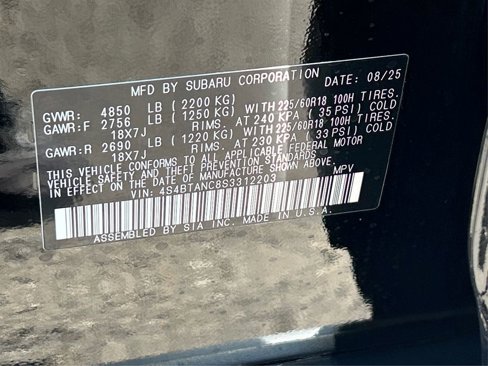 MFD BY SUBARU CORPORATION DATE: 08/25
GVWR: 4850 LB ( 2200 KG)
GAWR:F 2756 LB ( 1250 KG) WITH 225/60R18 100H TIRES.
18X7J RIMS. AT 240 KPA ( 35 PSI) COLD
GAWR:R 2690 LB ( 1220 KG) WITH 225/60R18 100H TIRES.
18X7J RIMS. AT 230 KPA ( 33 PSI) COLD
THIS VEHICLE CONFORMS TO ALL APPLICABLE FEDERAL MOTOR
VEHICLE SAFETY AND THEFT PREVENTION STANDARDS
IN EFFECT ON THE DATE OF MANUFACTURE SHOWN ABOVE.
VIN: 4S4BTANC6S3312203 MPV
ASSEMBLED BY SIA INC. MADE IN U.S.A.